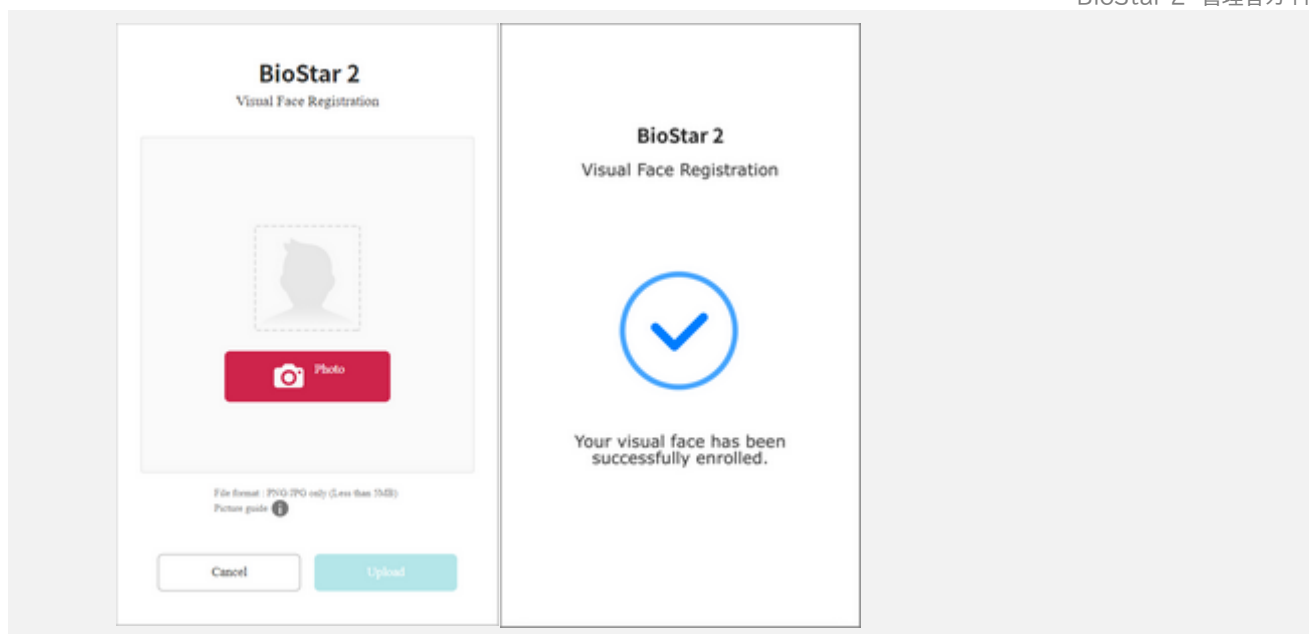 BioStar 2
Visual Face Registration
Photo
File format : PNG JPG only (Less than 5MB)
Picture guide
Cancel
Upload
BioStar 2
Visual Face Registration
Your visual face has been
successfully enrolled.